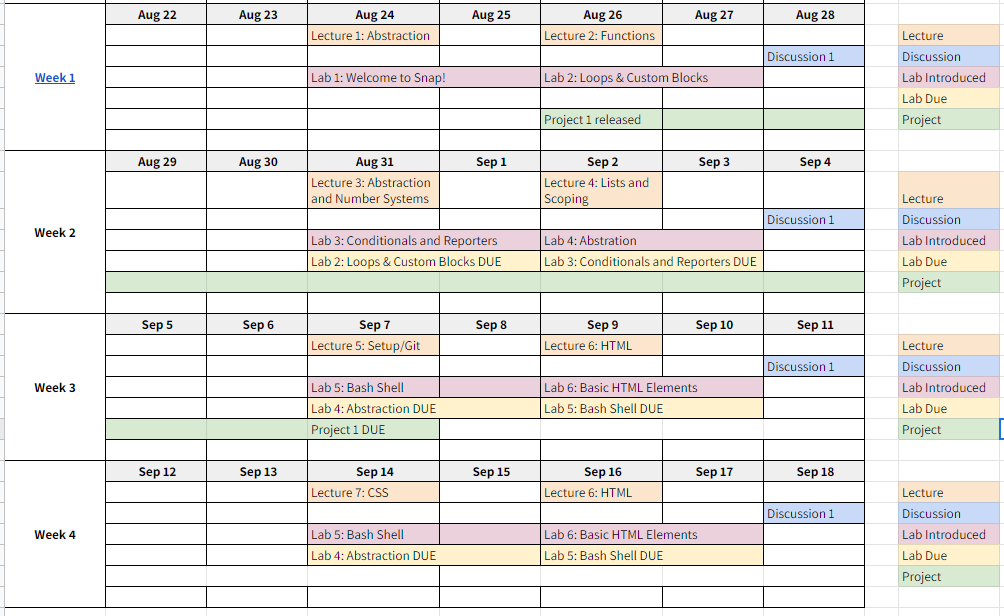 Aug 22 Aug 23 Aug 24 Aug 25 Aug 26 Aug 27 Aug 28
Lecture 1: Abstraction Lecture 2: Functions Lecture
Discussion 1 Discussion
Week 1 Lab 1: Welcome to Snap! Lab 2: Loops & Custom Blocks Lab Introduced
Lab Due
Project 1 released Project
Aug 29 Aug 30 Aug 31 Sep 1 Sep 2 Sep 3 Sep 4
Lecture 3: Abstraction Lecture 4: Lists and
and Number Systems Scoping Lecture
Discussion 1 Discussion
Week 2 Lab 3: Conditionals and Reporters Lab 4: Abstration Lab Introduced
Lab 2: Loops & Custom Blocks DUE Lab 3: Conditionals and Reporters DUE Lab Due
Project
Sep 5 Sep 6 Sep 7 Sep 8 Sep 9 Sep 10 Sep 11
Lecture 5: Setup/Git Lecture 6: HTML Lecture
Discussion 1 Discussion
Week 3 Lab 5: Bash Shell Lab 6: Basic HTML Elements Lab Introduced
Lab 4: Abstraction DUE Lab 5: Bash Shell DUE Lab Due
Project 1 DUE Project
Sep 12 Sep 13 Sep 14 Sep 15 Sep 16 Sep 17 Sep 18
Lecture 7: CSS Lecture 6: HTML Lecture
Discussion 1 Discussion
Week 4 Lab 5: Bash Shell Lab 6: Basic HTML Elements Lab Introduced
Lab 4: Abstraction DUE Lab 5: Bash Shell DUE Lab Due
Project